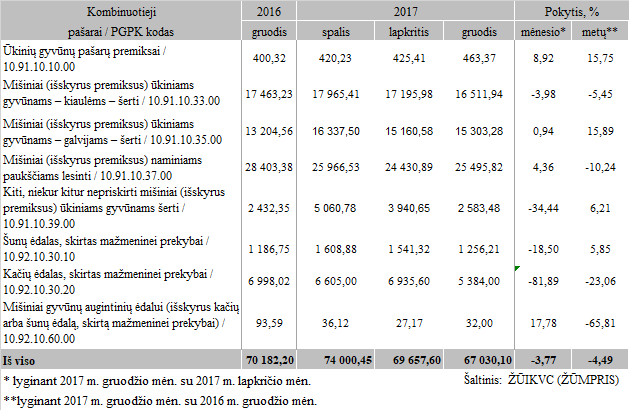 Kombinuotieji 2016 2017 Pokytis, %
pašarai / PGPK kodas gruodis spalis lapkritis gruodis mėnesio* metų**
Ūkinių gyvūnų pašarų premiksai /
10.91.10.10.00 400,32 420,23 425,41 463,37 8,92 15,75
Mišiniai (išskyrus premiksus) ūkiniams
gyvūnams – kiaulėms – šerti / 10.91.10.33.00 17 463,23 17 965,41 17 195,98 16 511,94 -3,98 -5,45
Mišiniai (išskyrus premiksus) ūkiniams
gyvūnams – galvijams – šerti / 10.91.10.35.00 13 204,56 16 337,50 15 160,58 15 303,28 0,94 15,89
Mišiniai (išskyrus premiksus) naminiams
paukščiams lesinti / 10.91.10.37.00 28 403,38 25 966,53 24 430,89 25 495,82 4,36 -10,24
Kiti, niekur kitur nepriskirti mišiniai (išskyrus
premiksus) ūkiniams gyvūnams šerti / 2 432,35 5 060,78 3 940,65 2 583,48 -34,44 6,21
10.91.10.39.00
Šunų ėdalas, skirtas mažmeninei prekybai /
10.92.10.30.10 1 186,75 1 608,88 1 541,32 1 256,21 -18,50 5,85
Kačių ėdalas, skirtas mažmeninei prekybai /
10.92.10.30.20 6 998,02 6 605,00 6 935,60 5 384,00 -81,89 -23,06
Mišiniai gyvūnų augintinių ėdalui (išskyrus kačių
arba šunų ėdalą, skirtą mažmeninei prekybai) / 93,59 36,12 27,17 32,00 17,78 -65,81
10.92.10.60.00
Iš viso 70 182,20 74 000,45 69 657,60 67 030,10 -3,77 -4,49
* lyginant 2017 m. gruodžio mėn. su 2017 m. lapkričio mėn. Šaltinis: ŽŪIKVC (ŽŪMPRIS)
**lyginant 2017 m. gruodžio mėn. su 2016 m. gruodžio mėn.